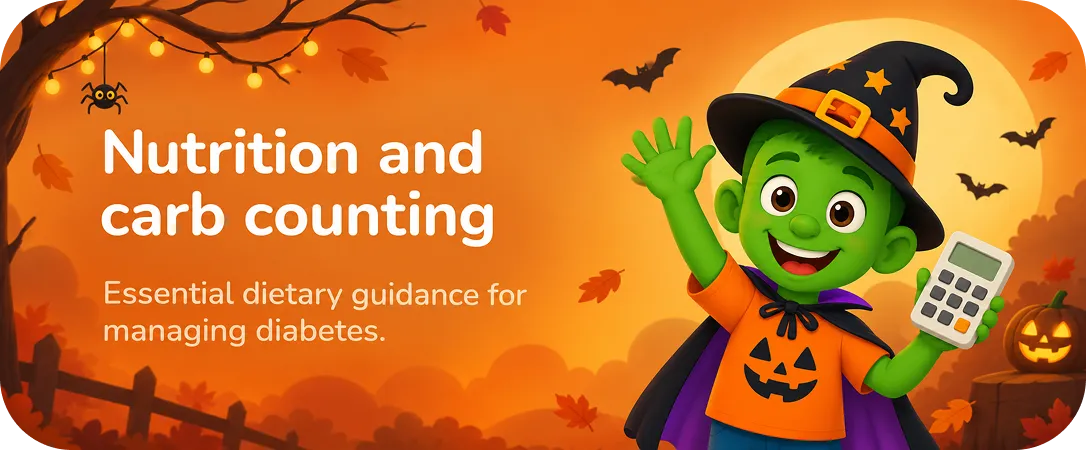 Nutrition and
carb counting
Essential dietary guidance for
managing diabetes.